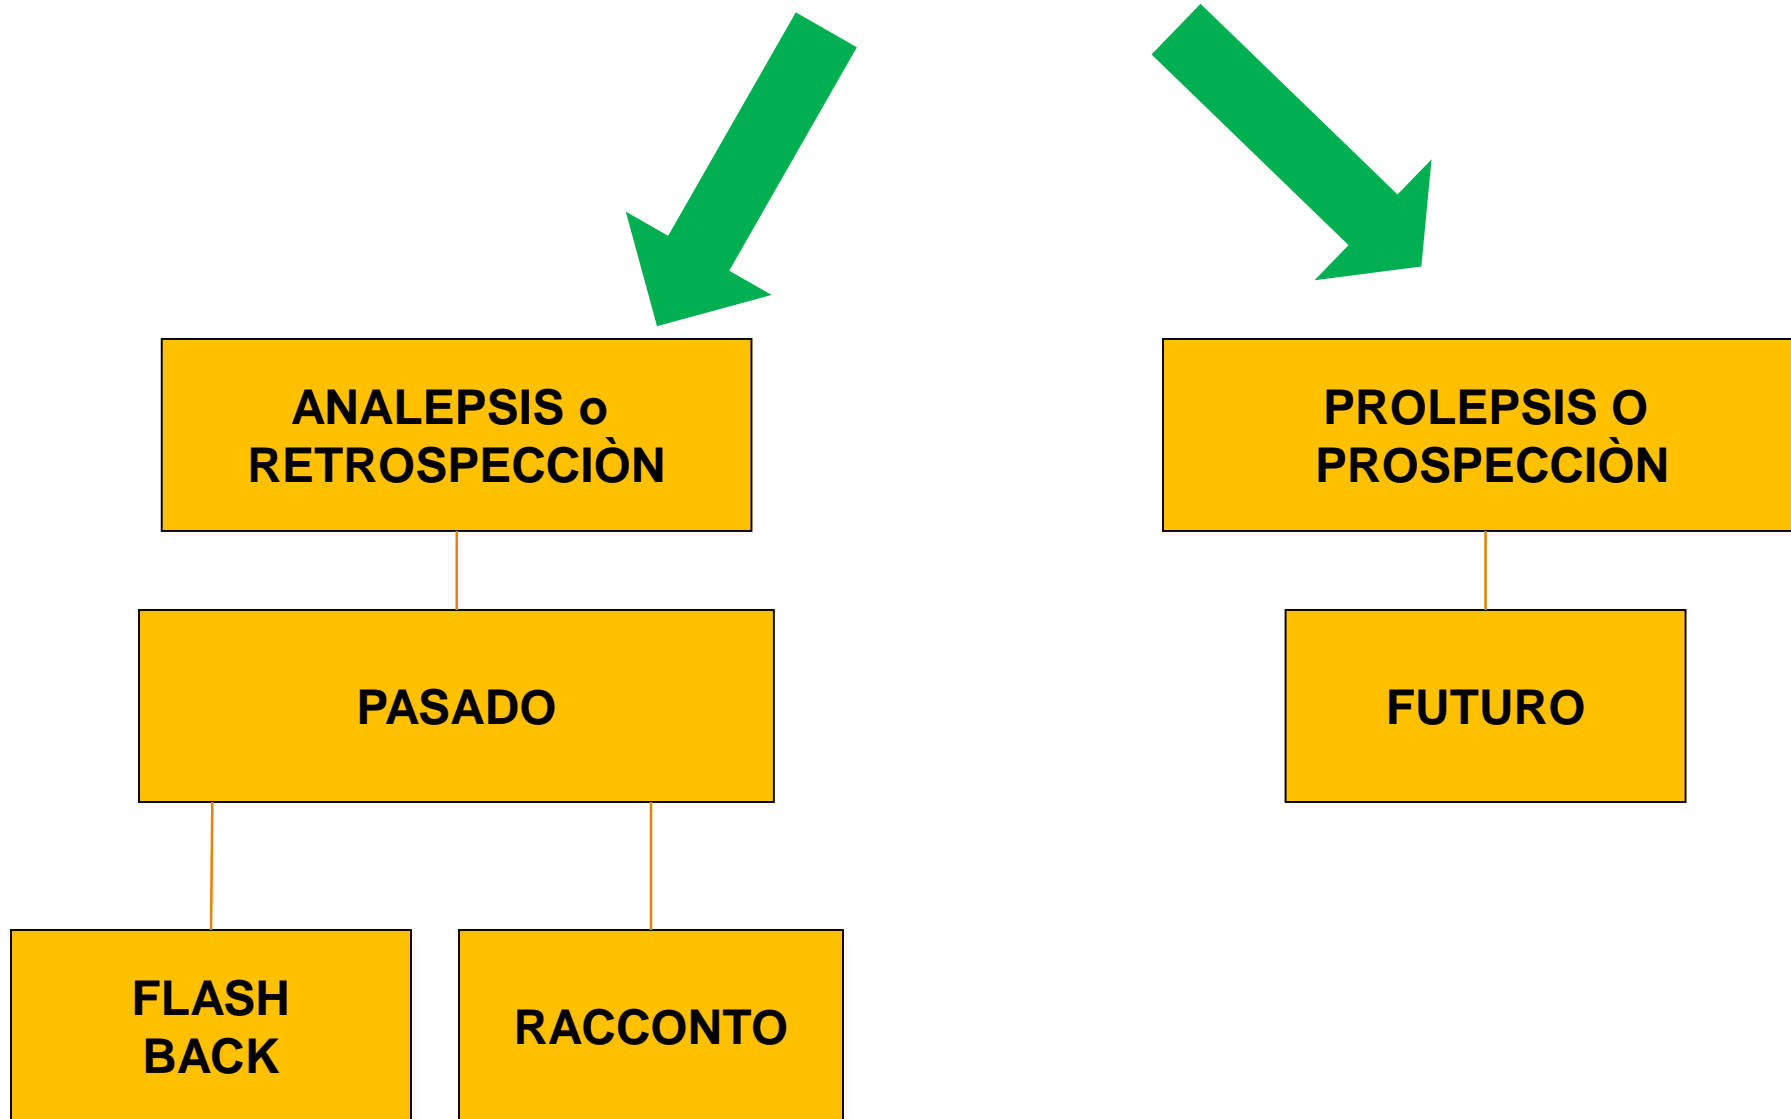 ANALEPSIS o
RETROSPECCIÒN
PROLEPSIS O
PROSPECCIÒN
PASADO
FUTURO
FLASH
BACK
RACCONTO